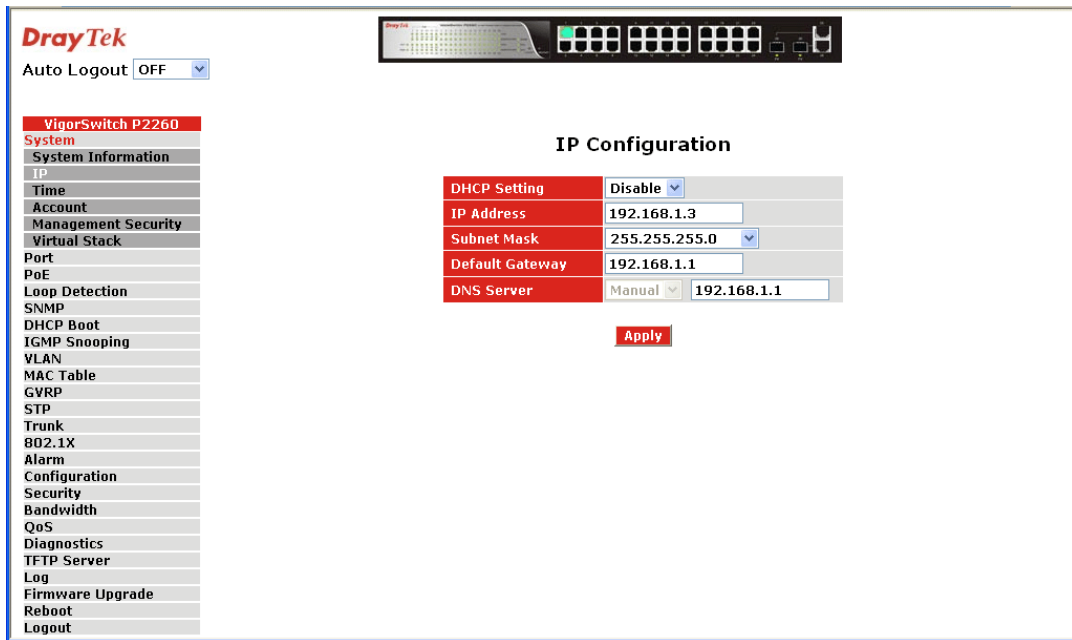 DrayTek
Auto Logout OFF
VigorSwitch P2260
System
System Information
IP
Time
Account
Management Security
Virtual Stack
Port
PoE
Loop Detection
SNMP
DHCP Boot
IGMP Snooping
VLAN
MAC Table
GVRP
STP
Trunk
802.1X
Alarm
Configuration
Security
Bandwidth
QoS
Diagnostics
TFTP Server
Log
Firmware Upgrade
Reboot
Logout
IP Configuration
DHCP Setting Disable
IP Address 192.168.1.3
Subnet Mask 255.255.255.0
Default Gateway 192.168.1.1
DNS Server Manual 192.168.1.1
Apply